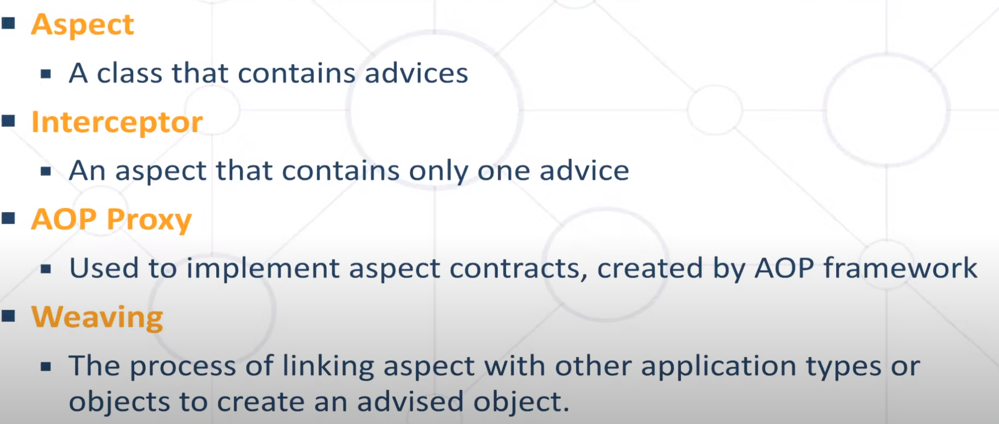 Aspect
A class that contains advices
Interceptor
An aspect that contains only one advice
AOP Proxy
Used to implement aspect contracts, created by AOP framework
Weaving
The process of linking aspect with other application types or
objects to create an advised object.